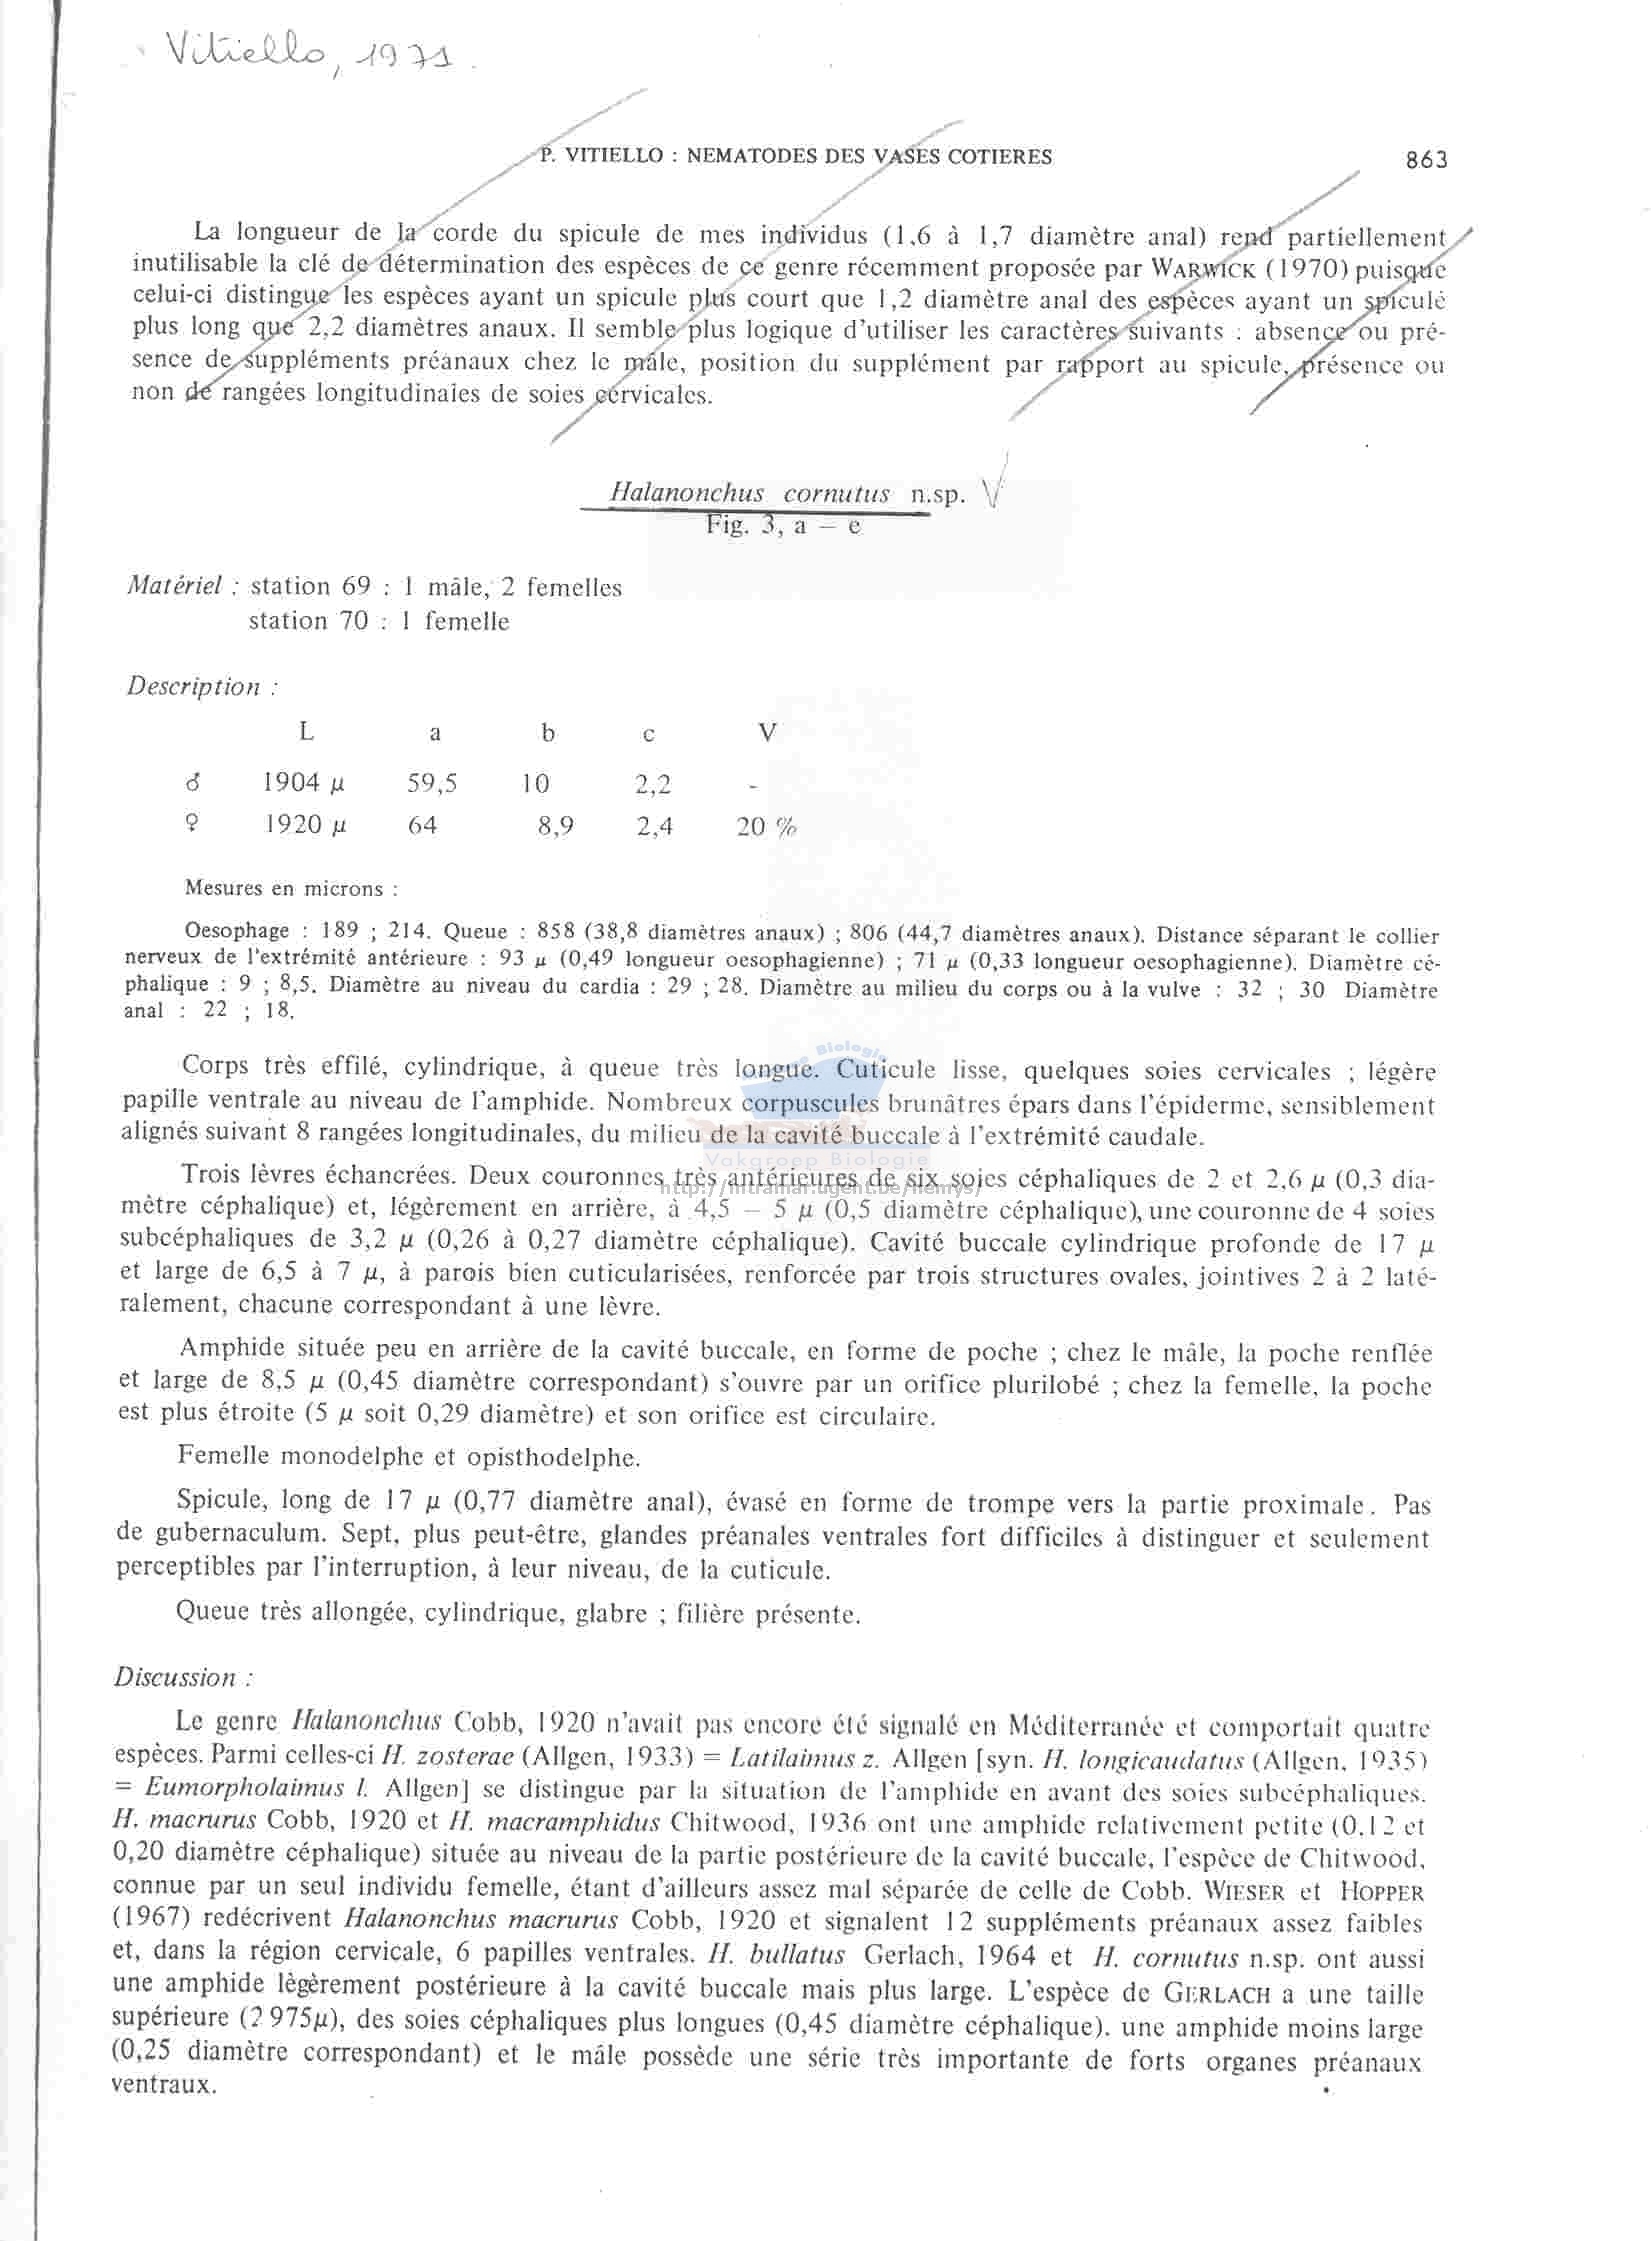 Vitiello, 1971.
P. VITIELLO : NEMATODES DES VASES COTIERES 863
La longueur de la corde du spicule de mes individus (1,6 à 1,7 diamètre anal) rend partiellement
inutilisable la clé de détermination des espèces de ce genre récemment proposée par WARWICK (1970) puisque
celui-ci distingue les espèces ayant un spicule plus court que 1,2 diamètre anal des espèces ayant un spicule
plus long que 2,2 diamètres anaux. Il semble plus logique d'utiliser les caractères suivants : absence ou pré-
sence de suppléments préanaux chez le mâle, position du supplément par rapport au spicule, présence ou
non de rangées longitudinales de soies cervicales.
Halanonchus cornutus n.sp. √
Fig. 3, a – e
Matériel : station 69 : 1 mâle, 2 femelles
station 70 : 1 femelle
Description :
L a b c V
♂ 1904 μ 59,5 10 2,2 -
♀ 1920 μ 64 8,9 2,4 20 %
Mesures en microns :
Oesophage : 189 ; 214. Queue : 858 (38,8 diamètres anaux) ; 806 (44,7 diamètres anaux). Distance séparant le collier
nerveux de l'extrémité antérieure : 93 μ (0,49 longueur oesophagienne) ; 71 μ (0,33 longueur oesophagienne). Diamètre cé-
phalique : 9 ; 8,5. Diamètre au niveau du cardia : 29 ; 28. Diamètre au milieu du corps ou à la vulve : 32 ; 30 Diamètre
anal : 22 ; 18.
Corps très effilé, cylindrique, à queue très longue. Cuticule lisse, quelques soies cervicales ; légère
papille ventrale au niveau de l'amphide. Nombreux corpuscules brunâtres épars dans l'épiderme, sensiblement
alignés suivant 8 rangées longitudinales, du milieu de la cavité buccale à l'extrémité caudale.
Vakgroep Biologie
Trois lèvres échancrées. Deux couronnes très antérieures de six soies céphaliques de 2 et 2,6 μ (0,3 dia-
http://intramar.ugent.be/nemys/
mètre céphalique) et, légèrement en arrière, à 4,5 – 5 μ (0,5 diamètre céphalique), une couronne de 4 soies
subcéphaliques de 3,2 μ (0,26 à 0,27 diamètre céphalique). Cavité buccale cylindrique profonde de 17 μ
et large de 6,5 à 7 μ, à parois bien cuticularisées, renforcée par trois structures ovales, jointives 2 à 2 laté-
ralement, chacune correspondant à une lèvre.
Amphide située peu en arrière de la cavité buccale, en forme de poche ; chez le mâle, la poche renflée
et large de 8,5 μ (0,45 diamètre correspondant) s'ouvre par un orifice plurilobé ; chez la femelle, la poche
est plus étroite (5 μ soit 0,29 diamètre) et son orifice est circulaire.
Femelle monodelphe et opisthodelphe.
Spicule, long de 17 μ (0,77 diamètre anal), évasé en forme de trompe vers la partie proximale. Pas
de gubernaculum. Sept, plus peut-être, glandes préanales ventrales fort difficiles à distinguer et seulement
perceptibles par l'interruption, à leur niveau, de la cuticule.
Queue très allongée, cylindrique, glabre ; filière présente.
Discussion :
Le genre Halanonchus Cobb, 1920 n'avait pas encore été signalé en Méditerranée et comportait quatre
espèces. Parmi celles-ci H. zosterae (Allgen, 1933) = Latilaimus z. Allgen [syn. H. longicaudatus (Allgen, 1935)
= Eumorpholaimus l. Allgen] se distingue par la situation de l'amphide en avant des soies subcéphaliques.
H. macrurus Cobb, 1920 et H. macramphidus Chitwood, 1936 ont une amphide relativement petite (0,12 et
0,20 diamètre céphalique) située au niveau de la partie postérieure de la cavité buccale, l'espèce de Chitwood,
connue par un seul individu femelle, étant d'ailleurs assez mal séparée de celle de Cobb. WIESER et HOPPER
(1967) redécrivent Halanonchus macrurus Cobb, 1920 et signalent 12 suppléments préanaux assez faibles
et, dans la région cervicale, 6 papilles ventrales. H. bullatus Gerlach, 1964 et H. cornutus n.sp. ont aussi
une amphide lègèrement postérieure à la cavité buccale mais plus large. L'espèce de GERLACH a une taille
supérieure (2 975μ), des soies céphaliques plus longues (0,45 diamètre céphalique), une amphide moins large
(0,25 diamètre correspondant) et le mâle possède une série très importante de forts organes préanaux
ventraux.